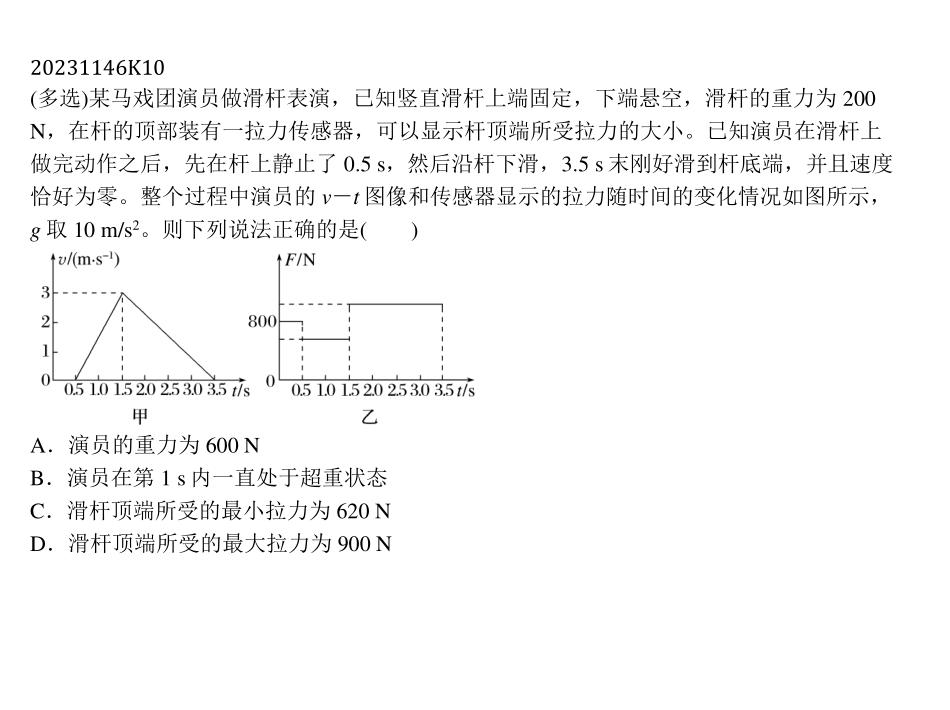 20231146K10
(多选)某马戏团演员做滑杆表演，已知竖直滑杆上端固定，下端悬空，滑杆的重力为 200
N，在杆的顶部装有一拉力传感器，可以显示杆顶端所受拉力的大小。已知演员在滑杆上
做完动作之后，先在杆上静止了 0.5 s，然后沿杆下滑，3.5 s 末刚好滑到杆底端，并且速度
恰好为零。整个过程中演员的 v－t 图像和传感器显示的拉力随时间的变化情况如图所示，
g 取 10 m/s²。则下列说法正确的是(　　)
v/(m·s⁻¹)
3
2
1
0
0.5 1.0 1.5 2.0 2.5 3.0 3.5 t/s
甲
F/N
800
0
0.5 1.0 1.5 2.0 2.5 3.0 3.5 t/s
乙
A．演员的重力为 600 N
B．演员在第 1 s 内一直处于超重状态
C．滑杆顶端所受的最小拉力为 620 N
D．滑杆顶端所受的最大拉力为 900 N